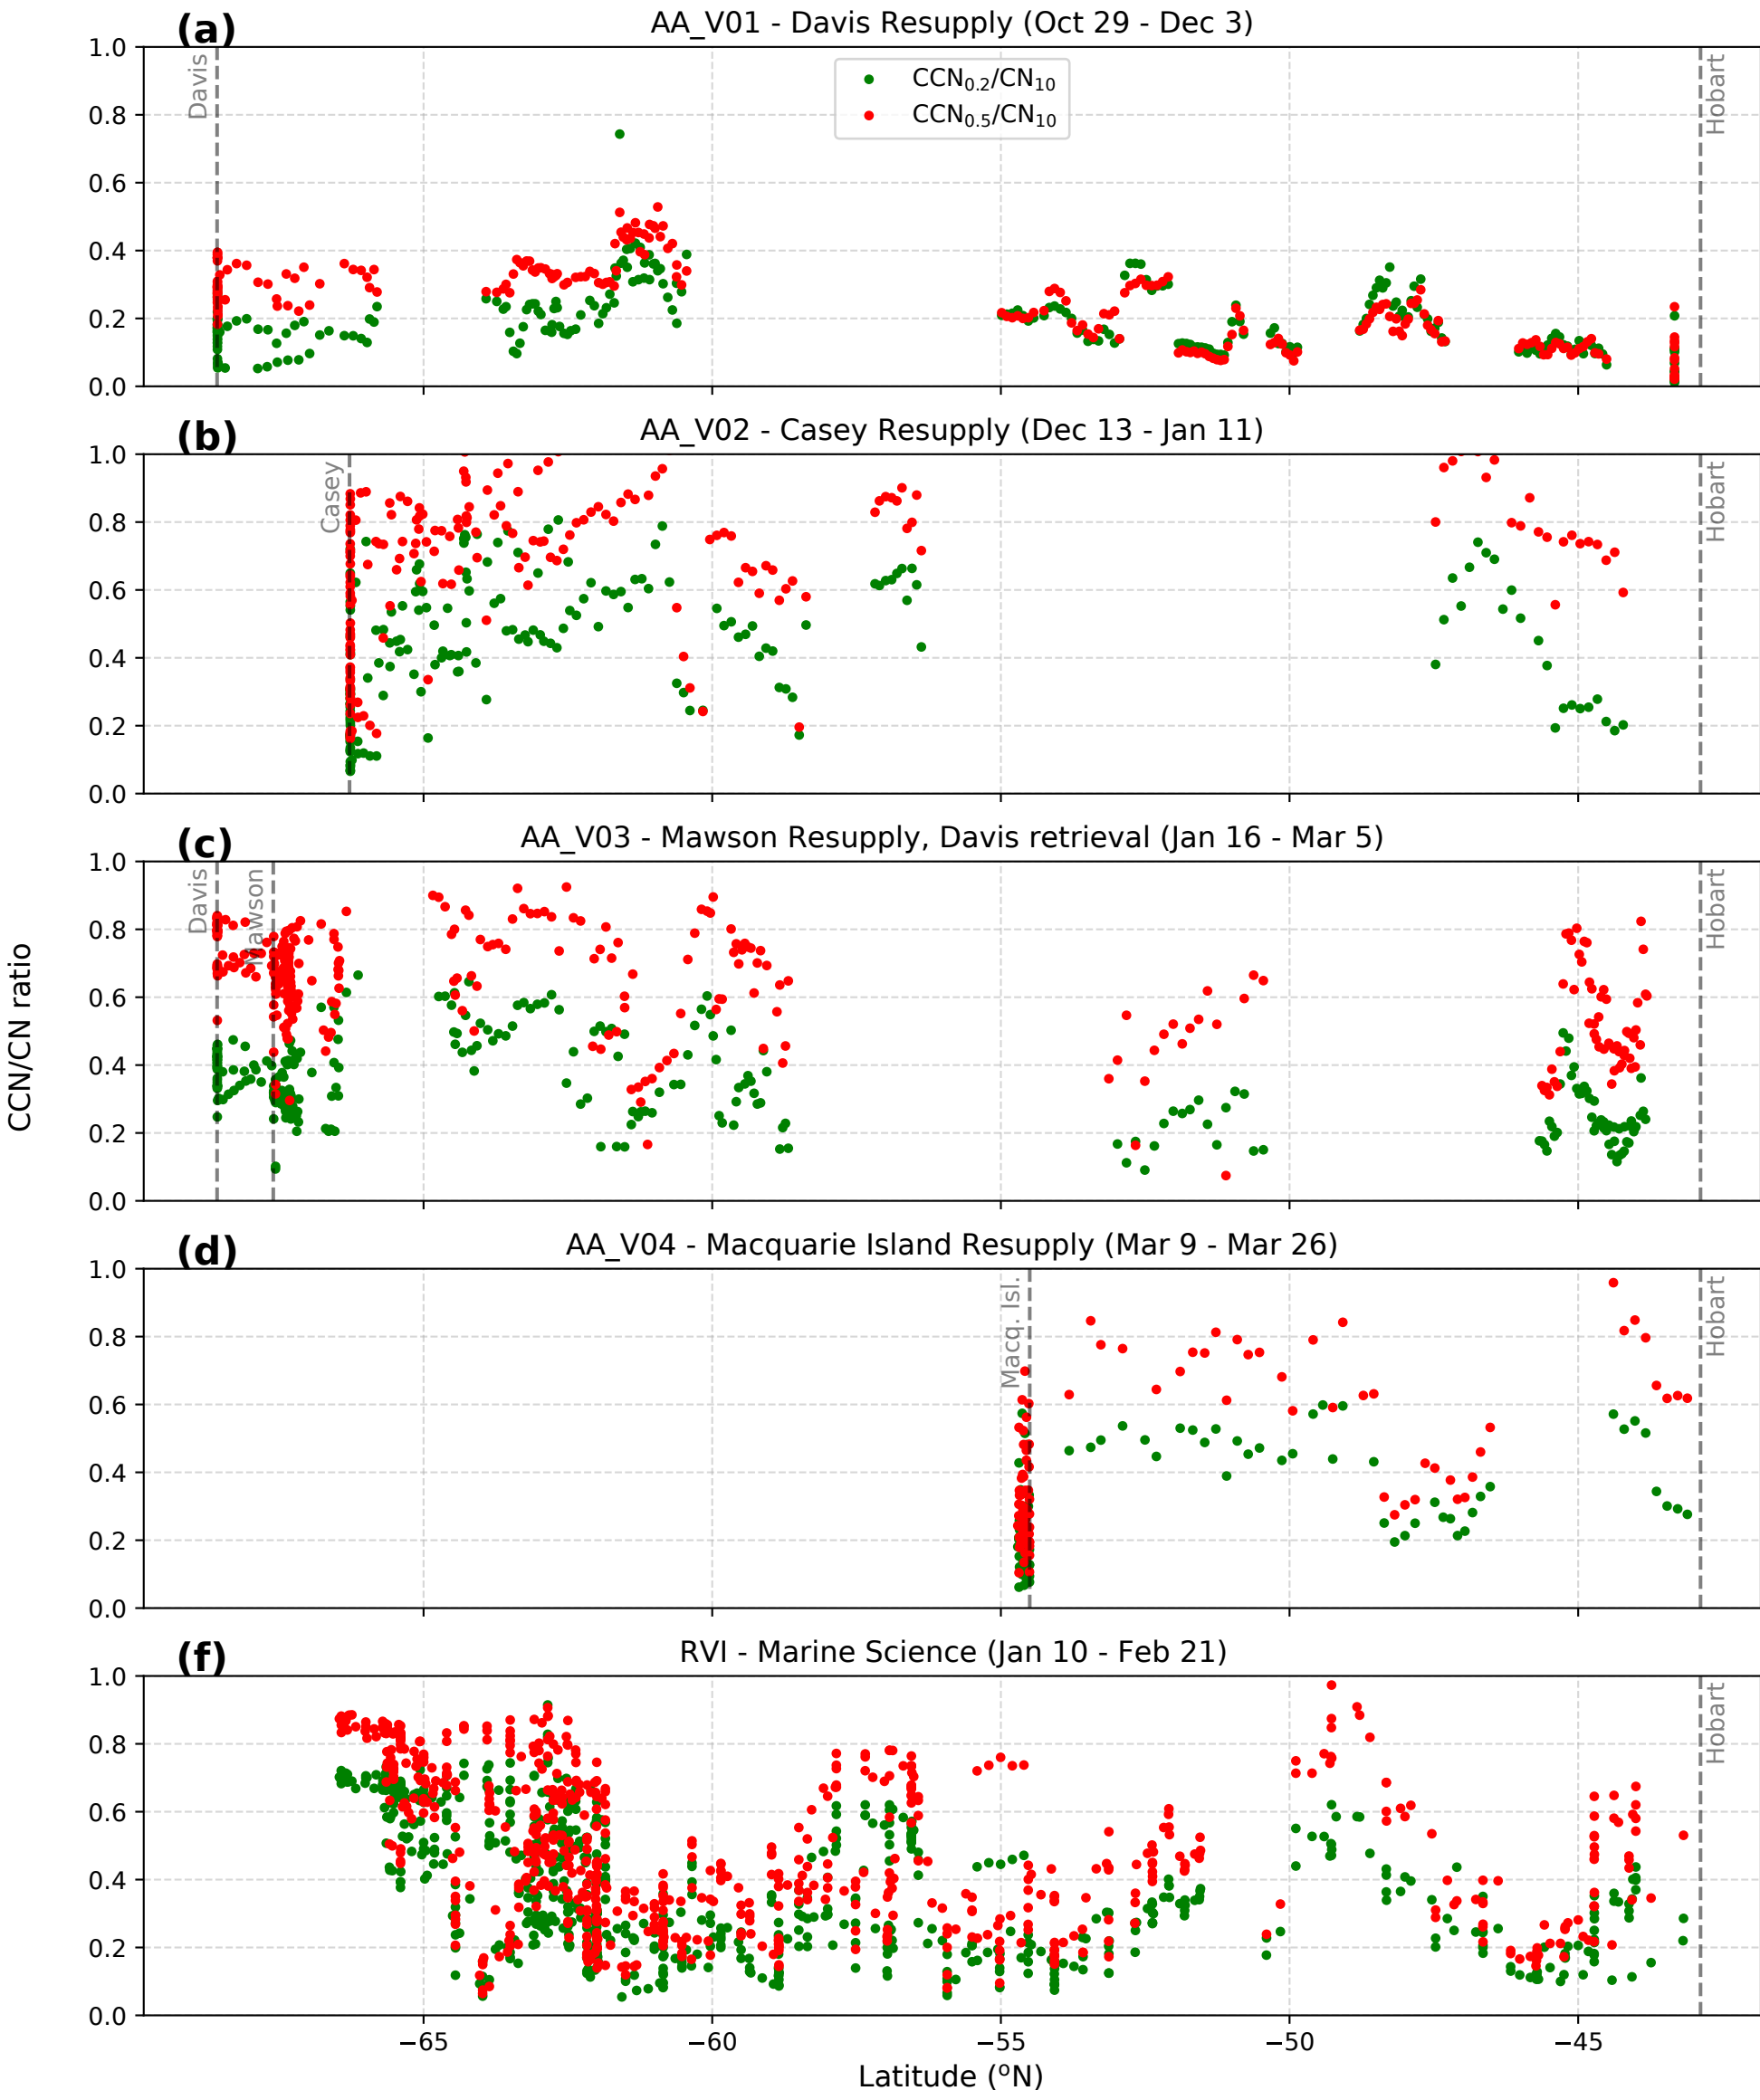 (a) AA_V01 - Davis Resupply (Oct 29 - Dec 3)
1.0
0.8
0.6
0.4
0.2
0.0
Davis
CCN0.2/CN10
CCN0.5/CN10
Hobart
(b) AA_V02 - Casey Resupply (Dec 13 - Jan 11)
1.0
0.8
0.6
0.4
0.2
0.0
Casey
Hobart
(c) AA_V03 - Mawson Resupply, Davis retrieval (Jan 16 - Mar 5)
1.0
0.8
0.6
0.4
0.2
0.0
Davis
Mawson
Hobart
CCN/CN ratio
(d) AA_V04 - Macquarie Island Resupply (Mar 9 - Mar 26)
1.0
0.8
0.6
0.4
0.2
0.0
Macq. Isl.
Hobart
(f) RVI - Marine Science (Jan 10 - Feb 21)
1.0
0.8
0.6
0.4
0.2
0.0
Hobart
−65 −60 −55 −50 −45
Latitude (°N)